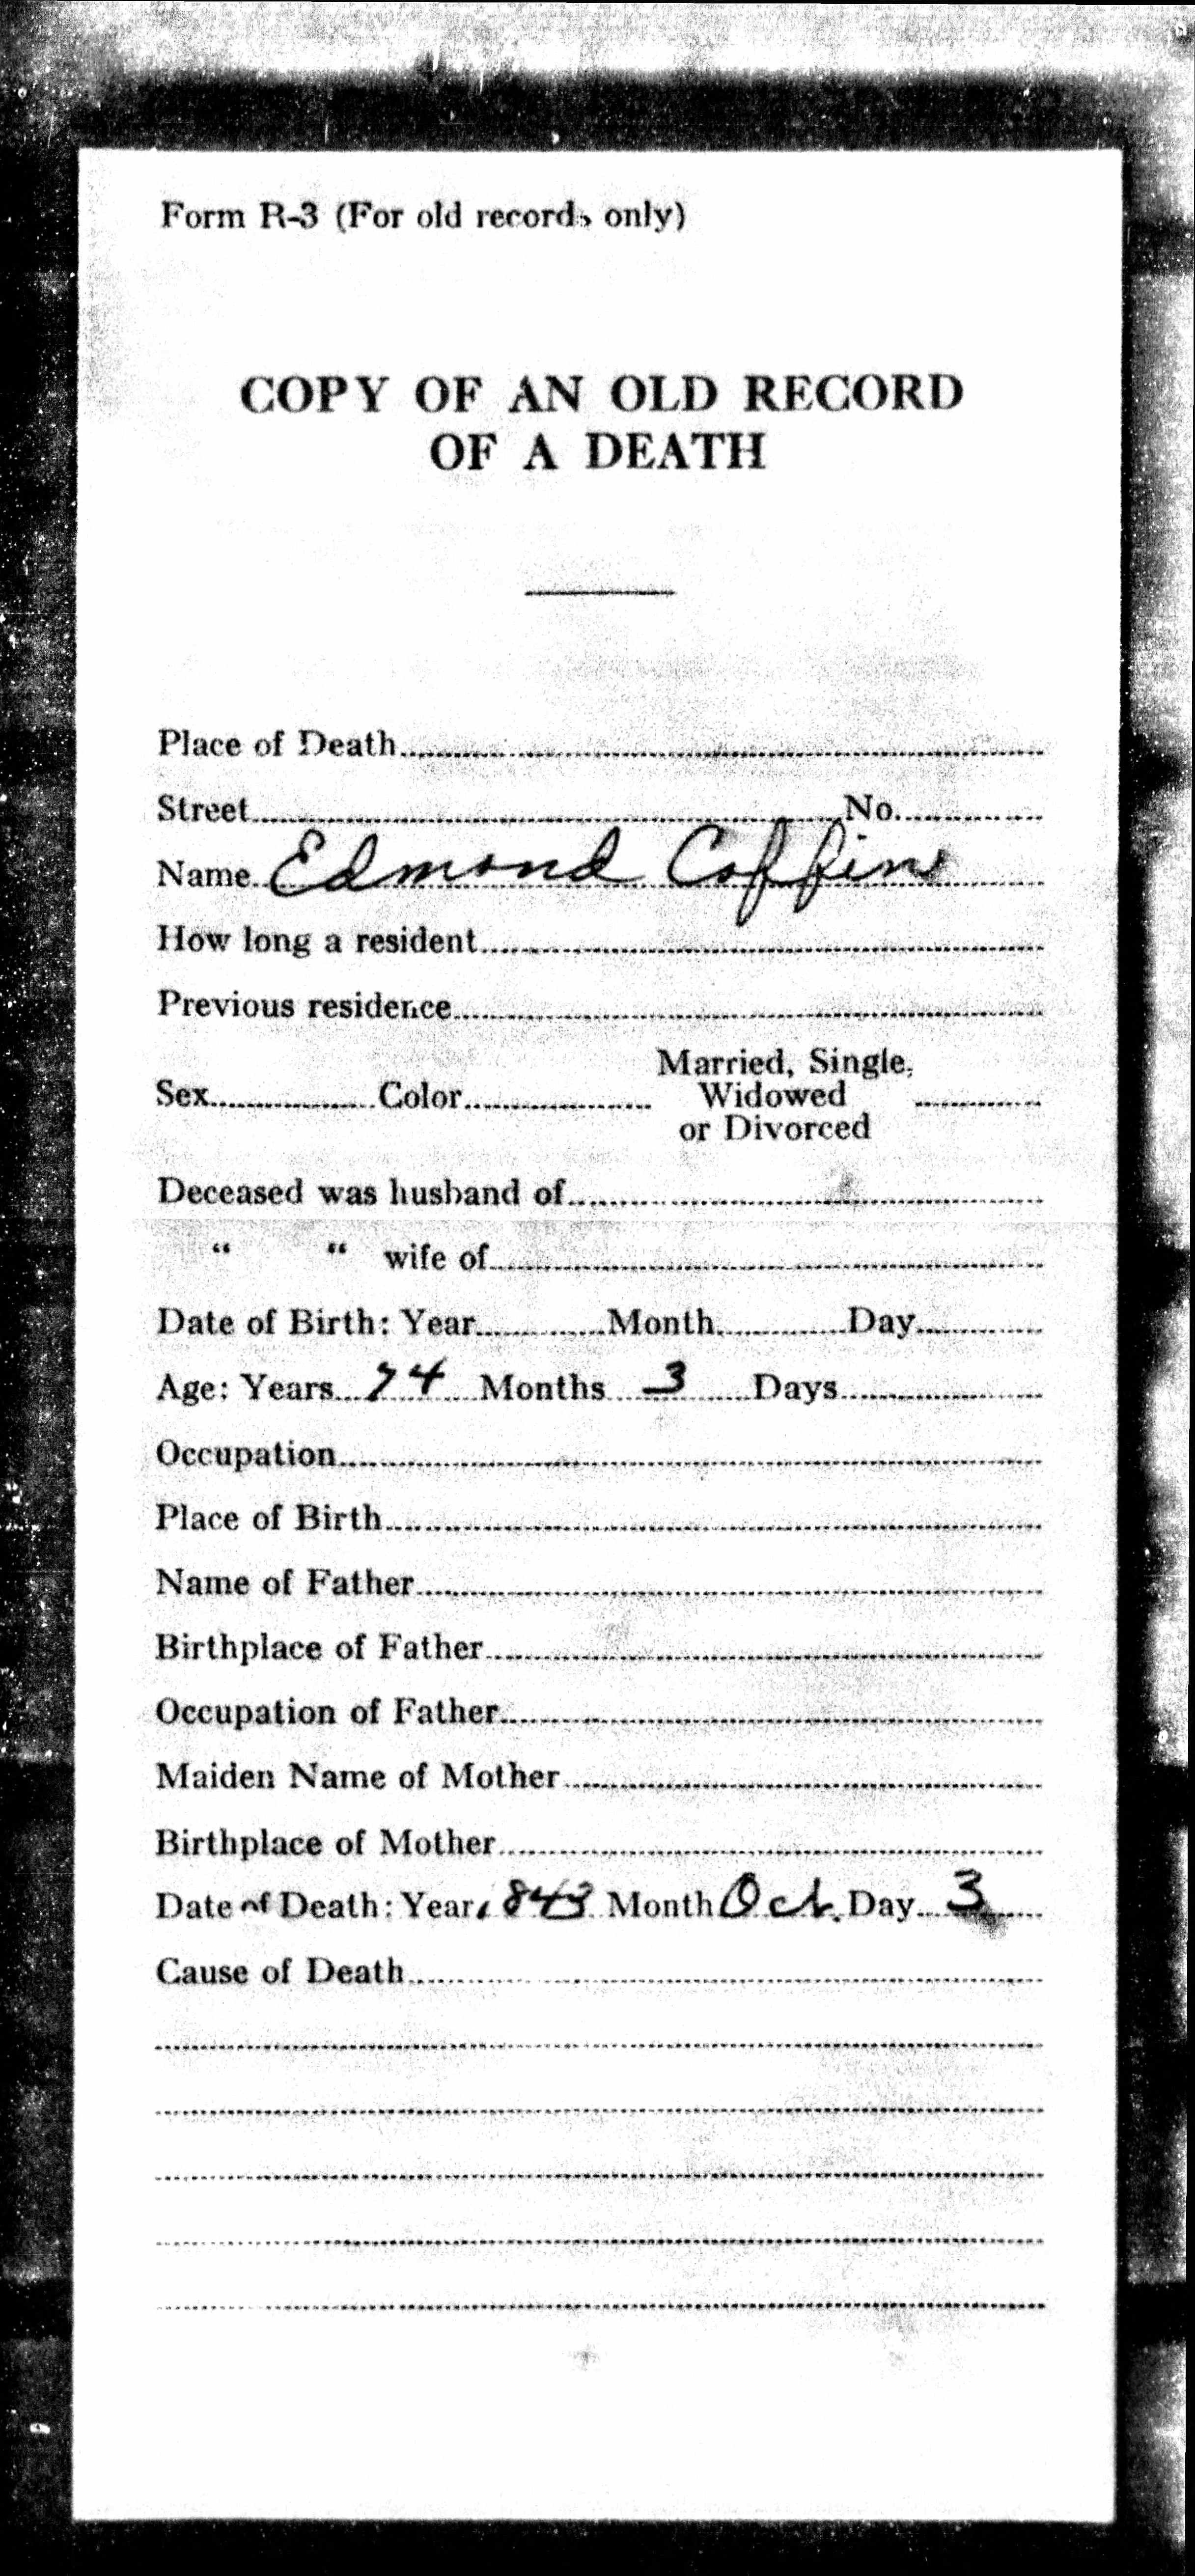 Form R-3 (For old records only)
COPY OF AN OLD RECORD
OF A DEATH
Place of Death
Street No.
Name Edmond Coffin
How long a resident
Previous residence
Married, Single,
Sex Color Widowed
or Divorced
Deceased was husband of
" " wife of
Date of Birth: Year Month Day
Age: Years 74 Months 3 Days
Occupation
Place of Birth
Name of Father
Birthplace of Father
Occupation of Father
Maiden Name of Mother
Birthplace of Mother
Date of Death: Year 1843 Month Oct. Day 3
Cause of Death